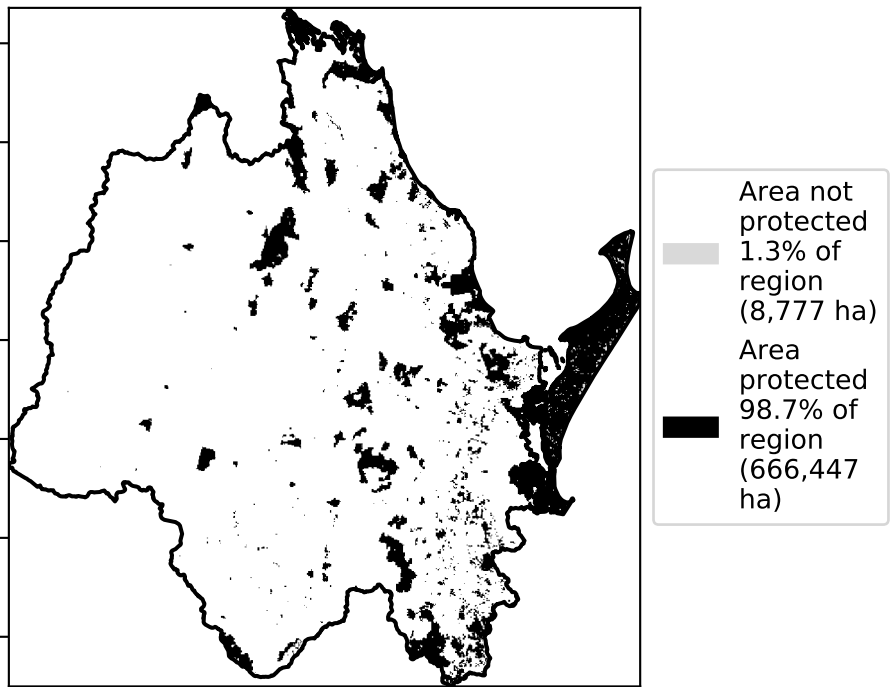 Area not
protected
1.3% of
region
(8,777 ha)
Area
protected
98.7% of
region
(666,447
ha)